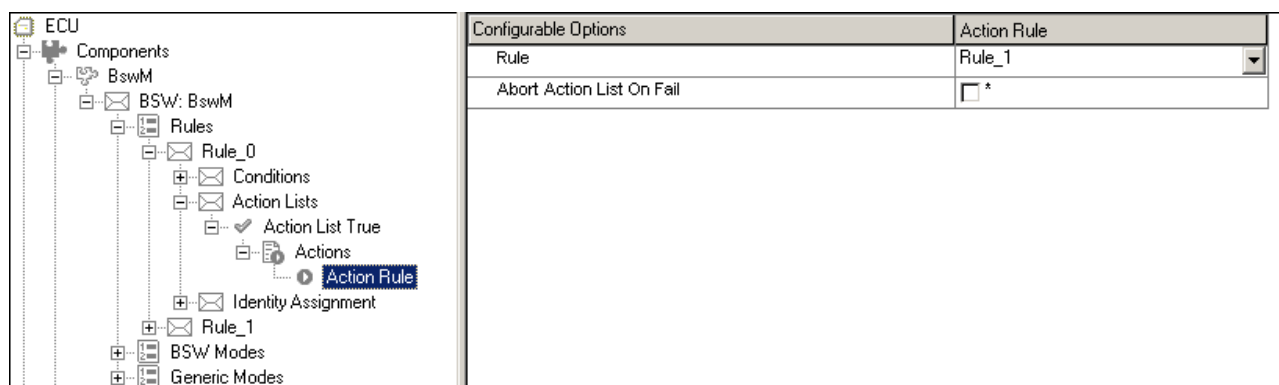 ECU
Components
BswM
BSW: BswM
Rules
Rule_0
Conditions
Action Lists
Action List True
Actions
Action Rule
Identity Assignment
Rule_1
BSW Modes
Generic Modes
Configurable Options Action Rule
Rule Rule_1
Abort Action List On Fail *